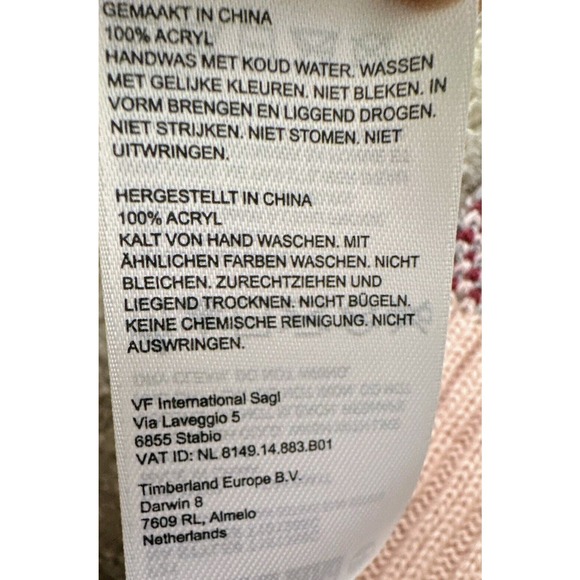 GEMAAKT IN CHINA
100% ACRYL
HANDWAS MET KOUD WATER. WASSEN
MET GELIJKE KLEUREN. NIET BLEKEN. IN
VORM BRENGEN EN LIGGEND DROGEN.
NIET STRIJKEN. NIET STOMEN. NIET
UITWRINGEN.
HERGESTELLT IN CHINA
100% ACRYL
KALT VON HAND WASCHEN. MIT
ÄHNLICHEN FARBEN WASCHEN. NICHT
BLEICHEN. ZURECHTZIEHEN UND
LIEGEND TROCKNEN. NICHT BÜGELN.
KEINE CHEMISCHE REINIGUNG. NICHT
AUSWRINGEN.
VF International Sagl
Via Laveggio 5
6855 Stabio
VAT ID: NL 8149.14.883.B01
Timberland Europe B.V.
Darwin 8
7609 RL, Almelo
Netherlands